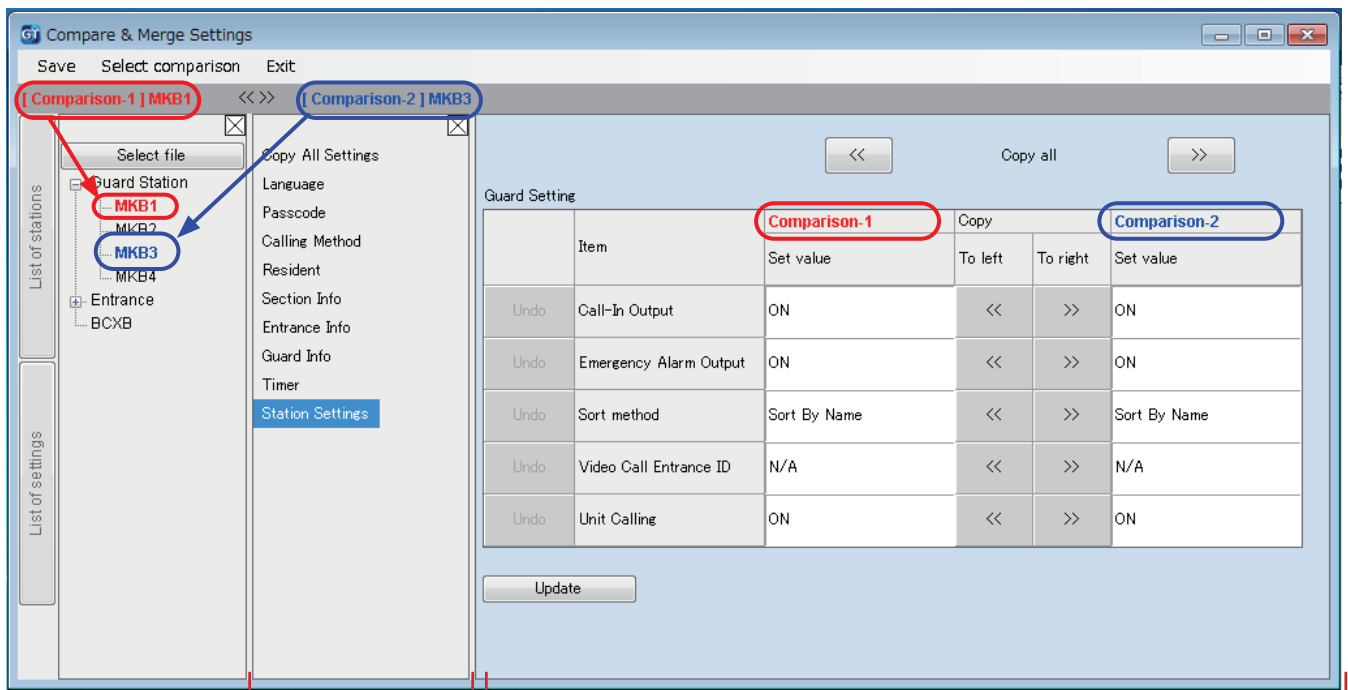 GT Compare & Merge Settings
Save Select comparison Exit
[ Comparison-1 ] MKB1 << >> [ Comparison-2 ] MKB3
List of stations
List of settings
Select file
Guard Station
MKB1
MKB2
MKB3
MKB4
Entrance
BCXB
Copy All Settings
Language
Passcode
Calling Method
Resident
Section Info
Entrance Info
Guard Info
Timer
Station Settings
<< Copy all >>
Guard Setting
Item Comparison-1 Copy Comparison-2
Set value To left To right Set value
Undo Call-In Output ON << >> ON
Undo Emergency Alarm Output ON << >> ON
Undo Sort method Sort By Name << >> Sort By Name
Undo Video Call Entrance ID N/A << >> N/A
Undo Unit Calling ON << >> ON
Update